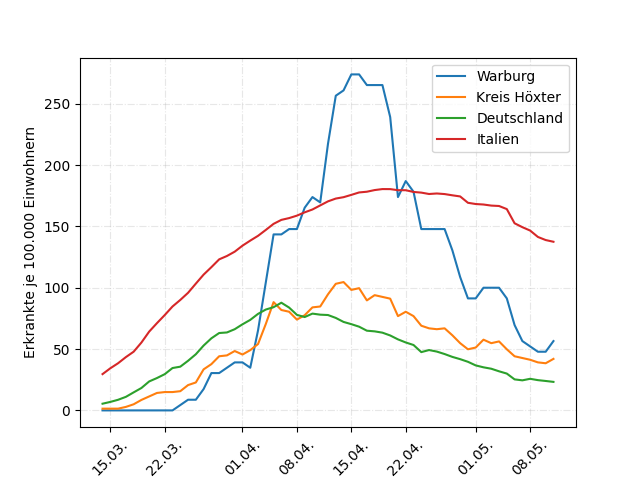 Warburg
Kreis Höxter
Deutschland
Italien
Erkrankte je 100.000 Einwohnern
250
200
150
100
50
0
15.03.
22.03.
01.04.
08.04.
15.04.
22.04.
01.05.
08.05.